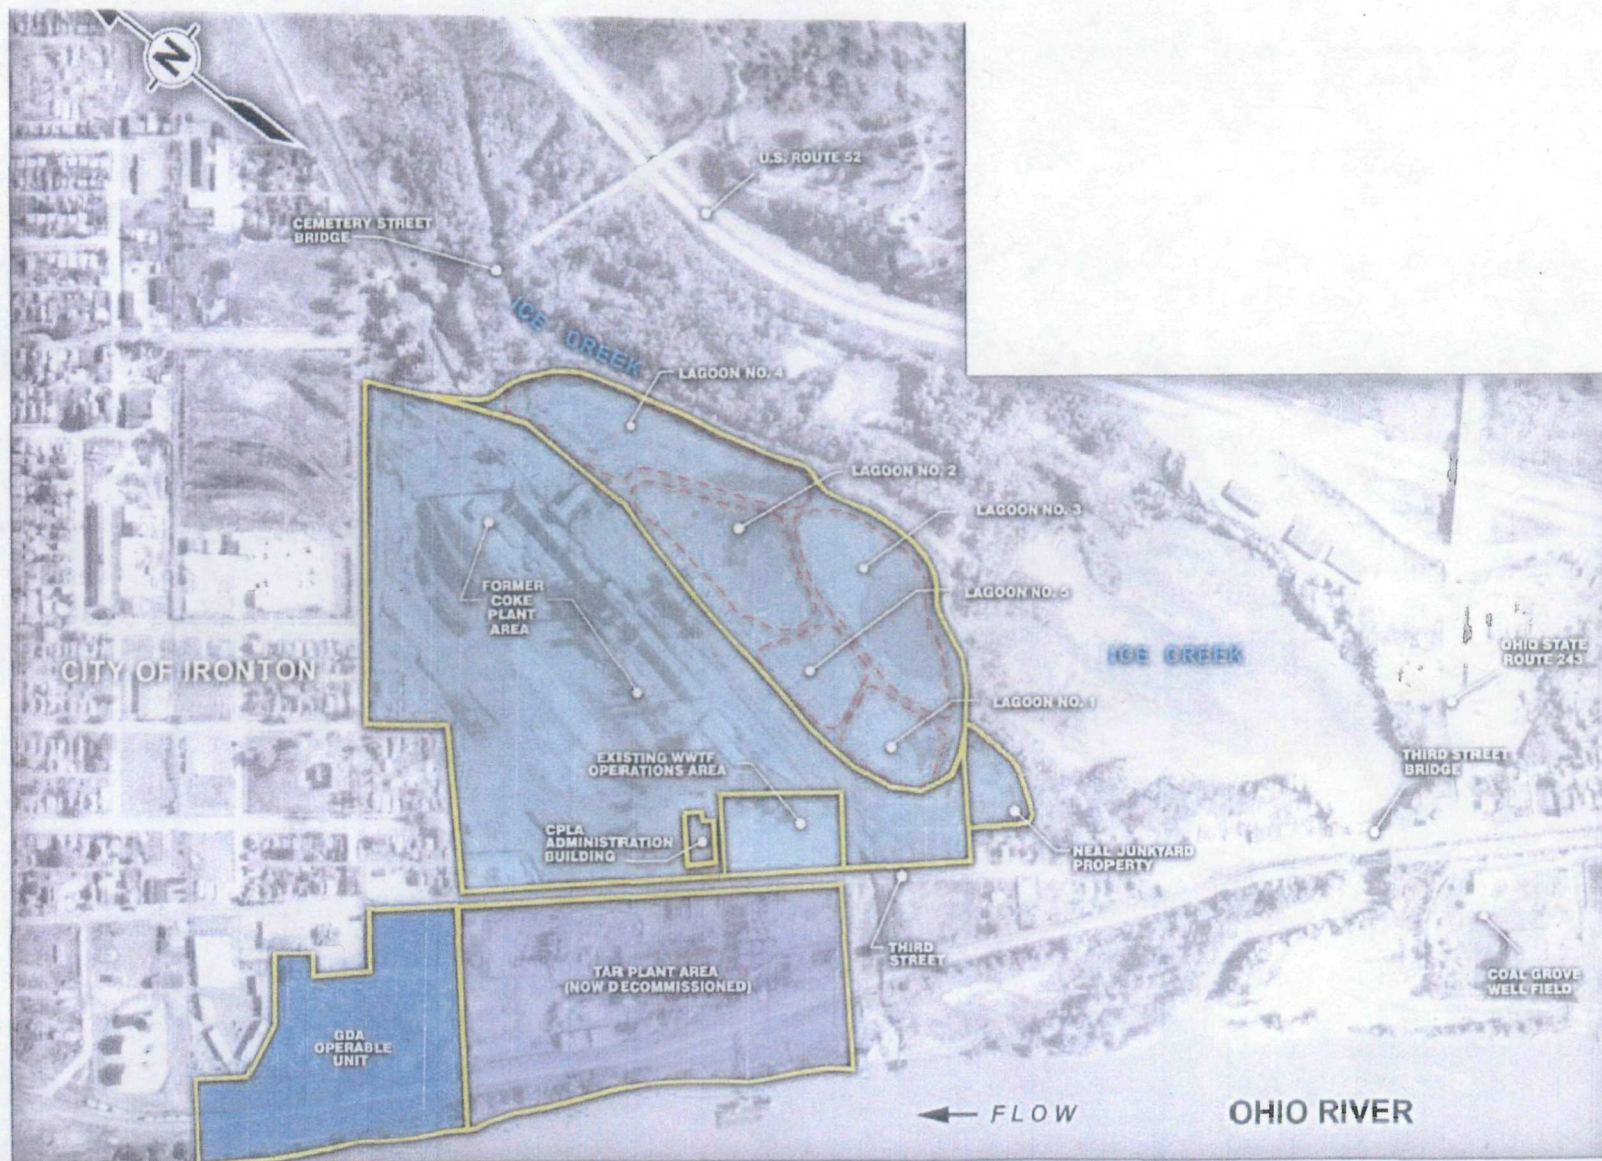 N
U.S. ROUTE 52
CEMETERY STREET
BRIDGE
ICE CREEK
LAGOON NO. 4
LAGOON NO. 2
LAGOON NO. 3
FORMER
COKE
PLANT
AREA
LAGOON NO. 5
ICE CREEK
OHIO STATE
ROUTE 243
CITY OF IRONTON
LAGOON NO. 1
EXISTING WWTF
OPERATIONS AREA
THIRD STREET
BRIDGE
CPLA
ADMINISTRATION
BUILDING
NEAL JUNKYARD
PROPERTY
THIRD
STREET
TAR PLANT AREA
(NOW DECOMMISSIONED)
COAL GROVE
WELL FIELD
GDA
OPERABLE
UNIT
FLOW
OHIO RIVER